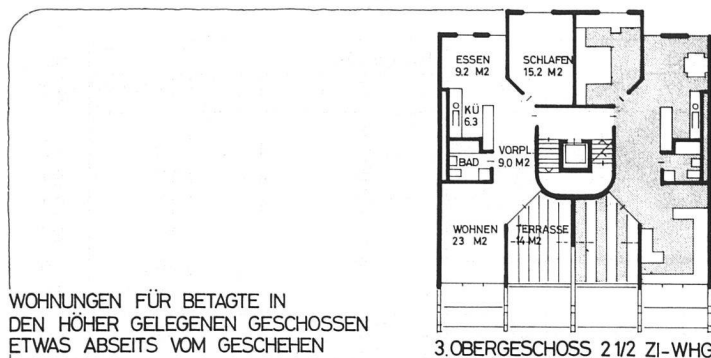 ESSEN
9.2 M2
SCHLAFEN
15,2 M2
KÜ
6.3
BAD
VORPL.
9,0 M2
WOHNEN
23 M2
TERRASSE
14 M2
WOHNUNGEN FÜR BETAGTE IN
DEN HÖHER GELEGENEN GESCHOSSEN
ETWAS ABSEITS VOM GESCHEHEN
3.OBERGESCHOSS 2 1/2 ZI-WHG